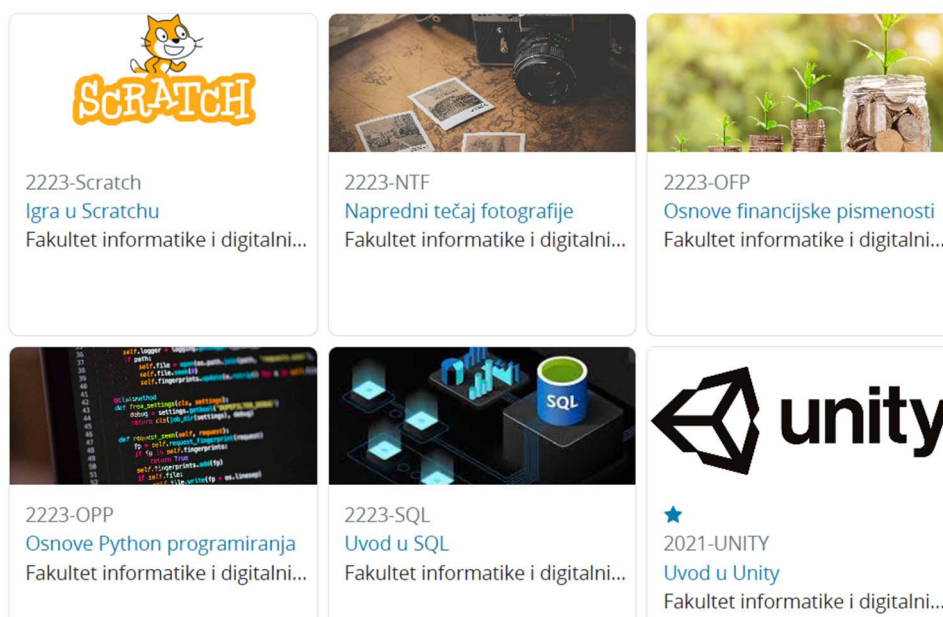 SCRATCH
2223-Scratch
Igra u Scratchu
Fakultet informatike i digitalni...
2223-NTF
Napredni tečaj fotografije
Fakultet informatike i digitalni...
2223-OFP
Osnove financijske pismenosti
Fakultet informatike i digitalni...
2223-OPP
Osnove Python programiranja
Fakultet informatike i digitalni...
SQL
2223-SQL
Uvod u SQL
Fakultet informatike i digitalni...
unity
2021-UNITY
Uvod u Unity
Fakultet informatike i digitalni...